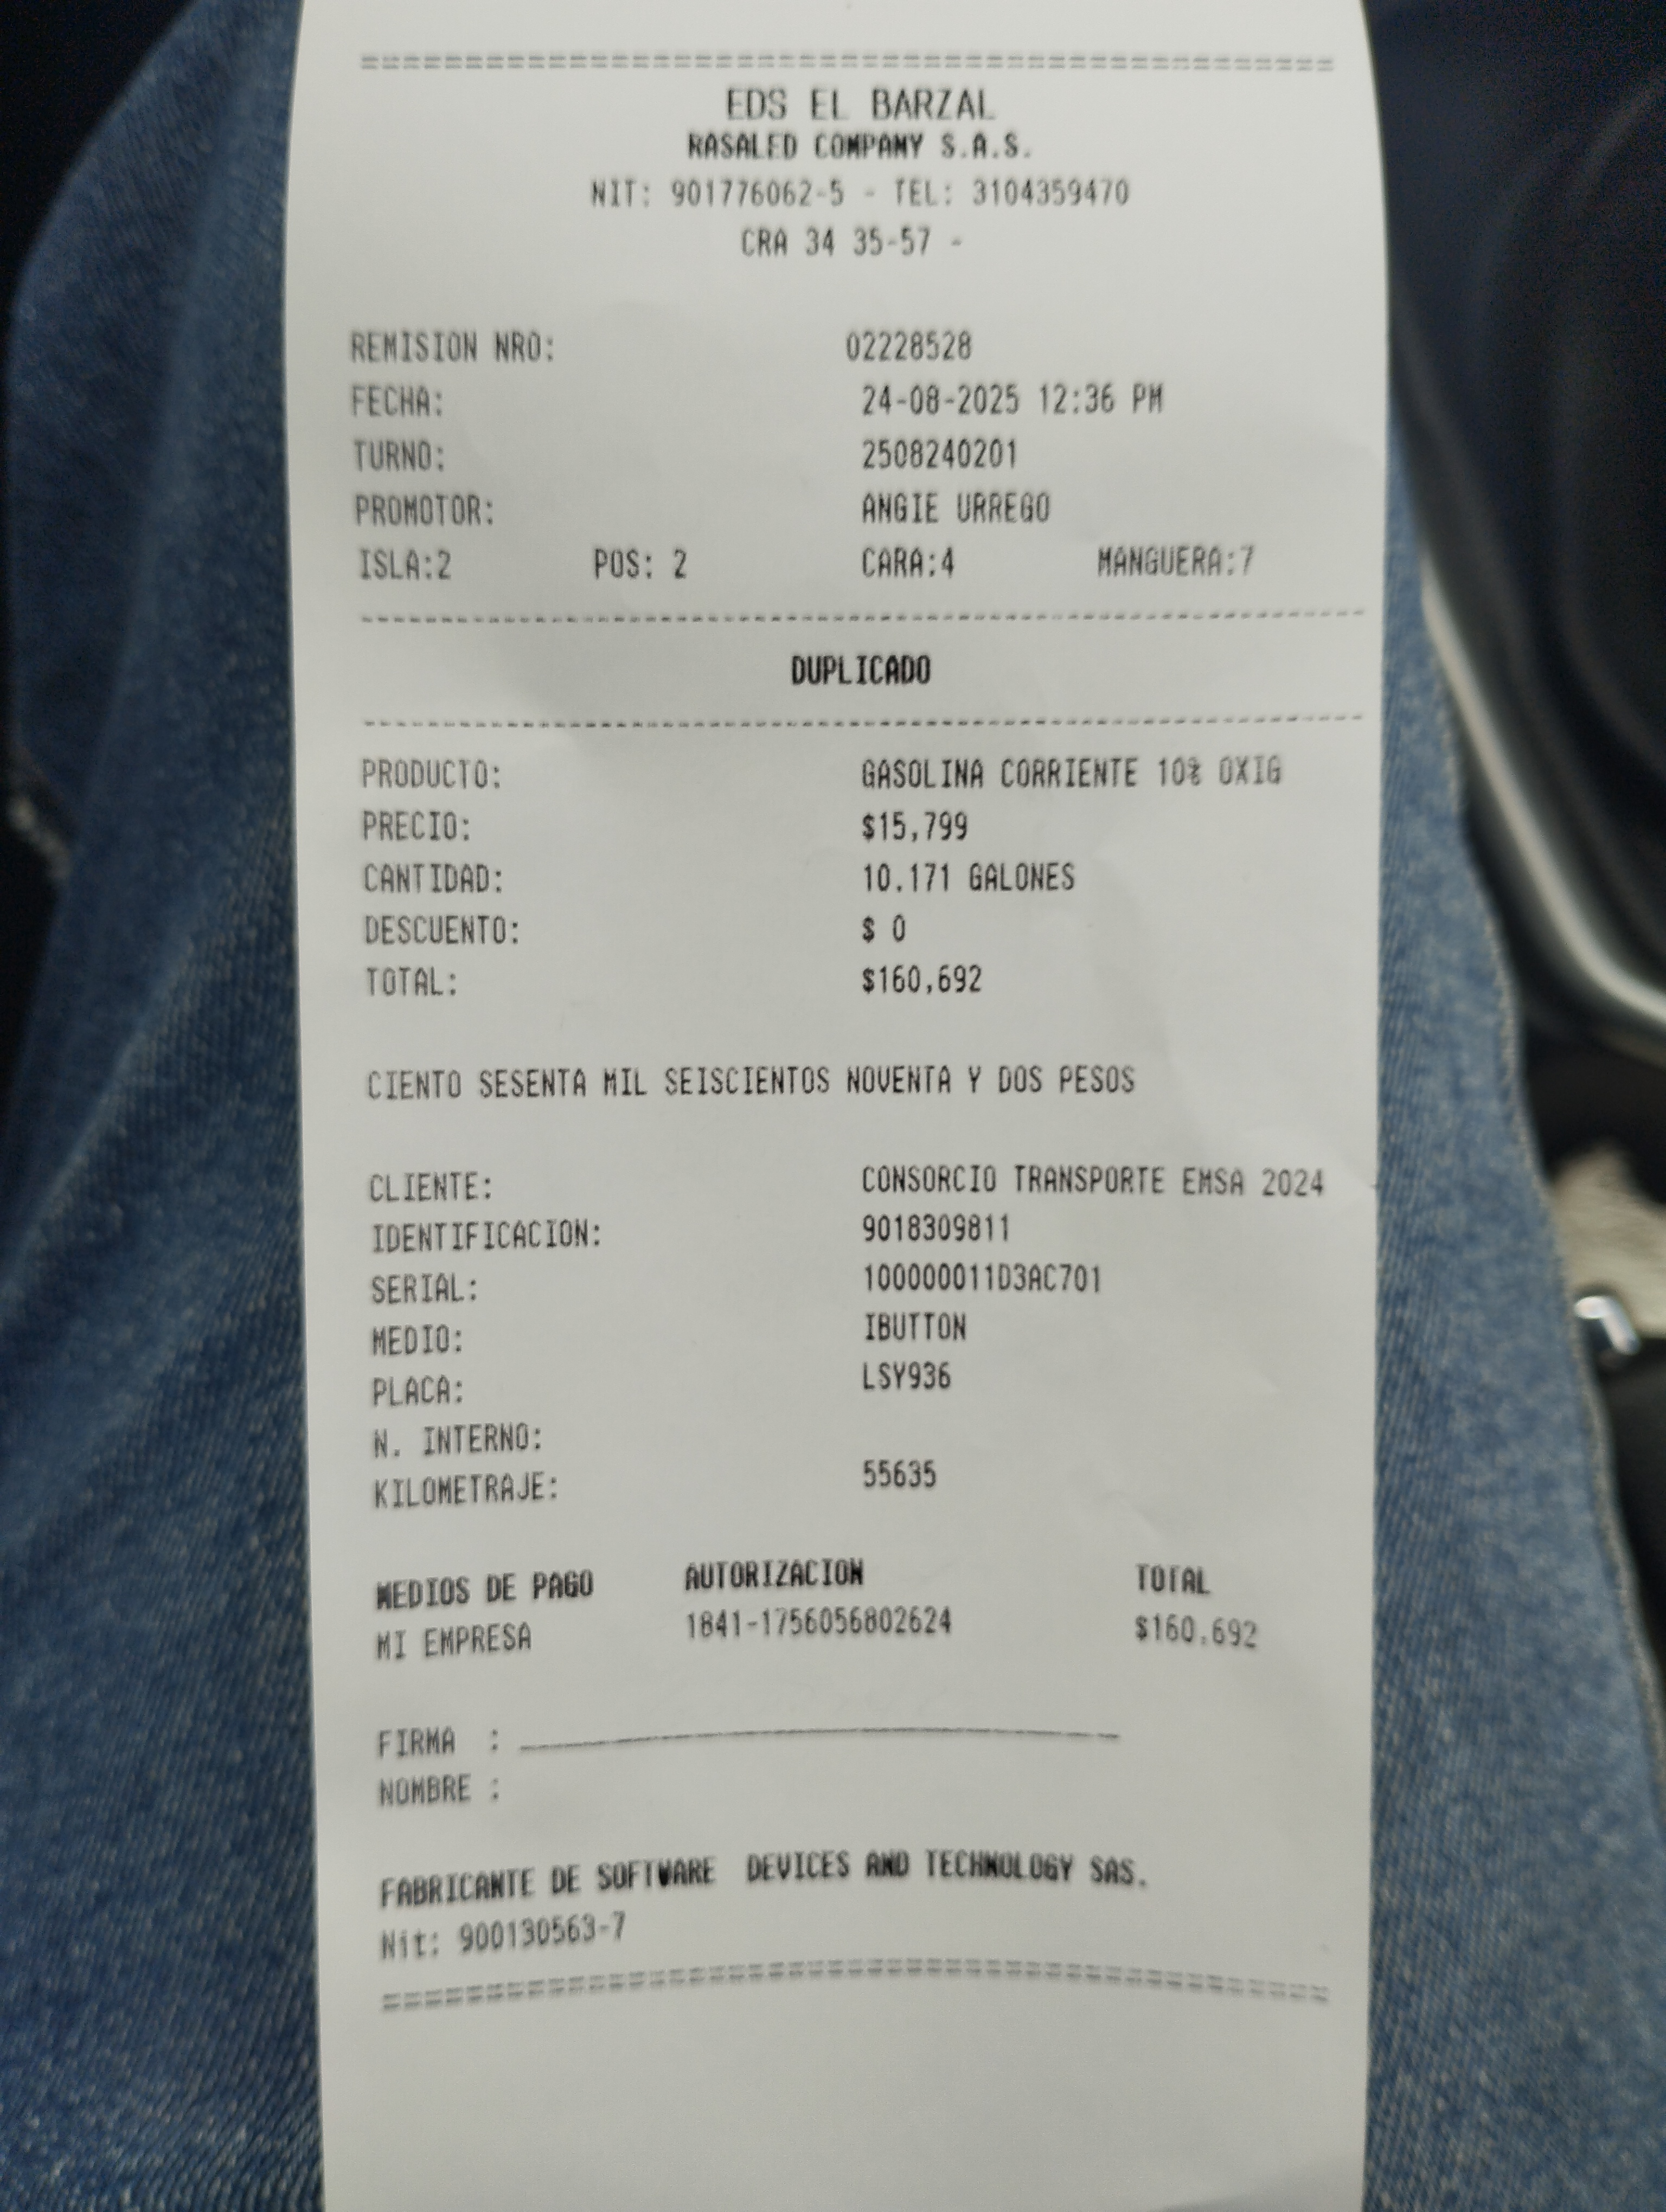 ================================================
EDS EL BARZAL
RASALED COMPANY S.A.S.
NIT: 901776062-5 - TEL: 3104359470
CRA 34 35-57 -
REMISION NRO: 02228528
FECHA: 24-08-2025 12:36 PM
TURNO: 2508240201
PROMOTOR: ANGIE URREGO
ISLA:2 POS: 2 CARA:4 MANGUERA:7
----------------------------------------------------------------
DUPLICADO
----------------------------------------------------------------
PRODUCTO: GASOLINA CORRIENTE 10% OXIG
PRECIO: $15,799
CANTIDAD: 10.171 GALONES
DESCUENTO: $ 0
TOTAL: $160,692
CIENTO SESENTA MIL SEISCIENTOS NOVENTA Y DOS PESOS
CLIENTE: CONSORCIO TRANSPORTE EMSA 2024
IDENTIFICACION: 9018309811
SERIAL: 100000011D3AC701
MEDIO: IBUTTON
PLACA: LSY936
N. INTERNO:
KILOMETRAJE: 55635
MEDIOS DE PAGO AUTORIZACION TOTAL
MI EMPRESA 1841-1756056802624 $160,692
FIRMA : ______________________________
NOMBRE :
FABRICANTE DE SOFTWARE DEVICES AND TECHNOLOGY SAS.
Nit: 900130563-7
================================================